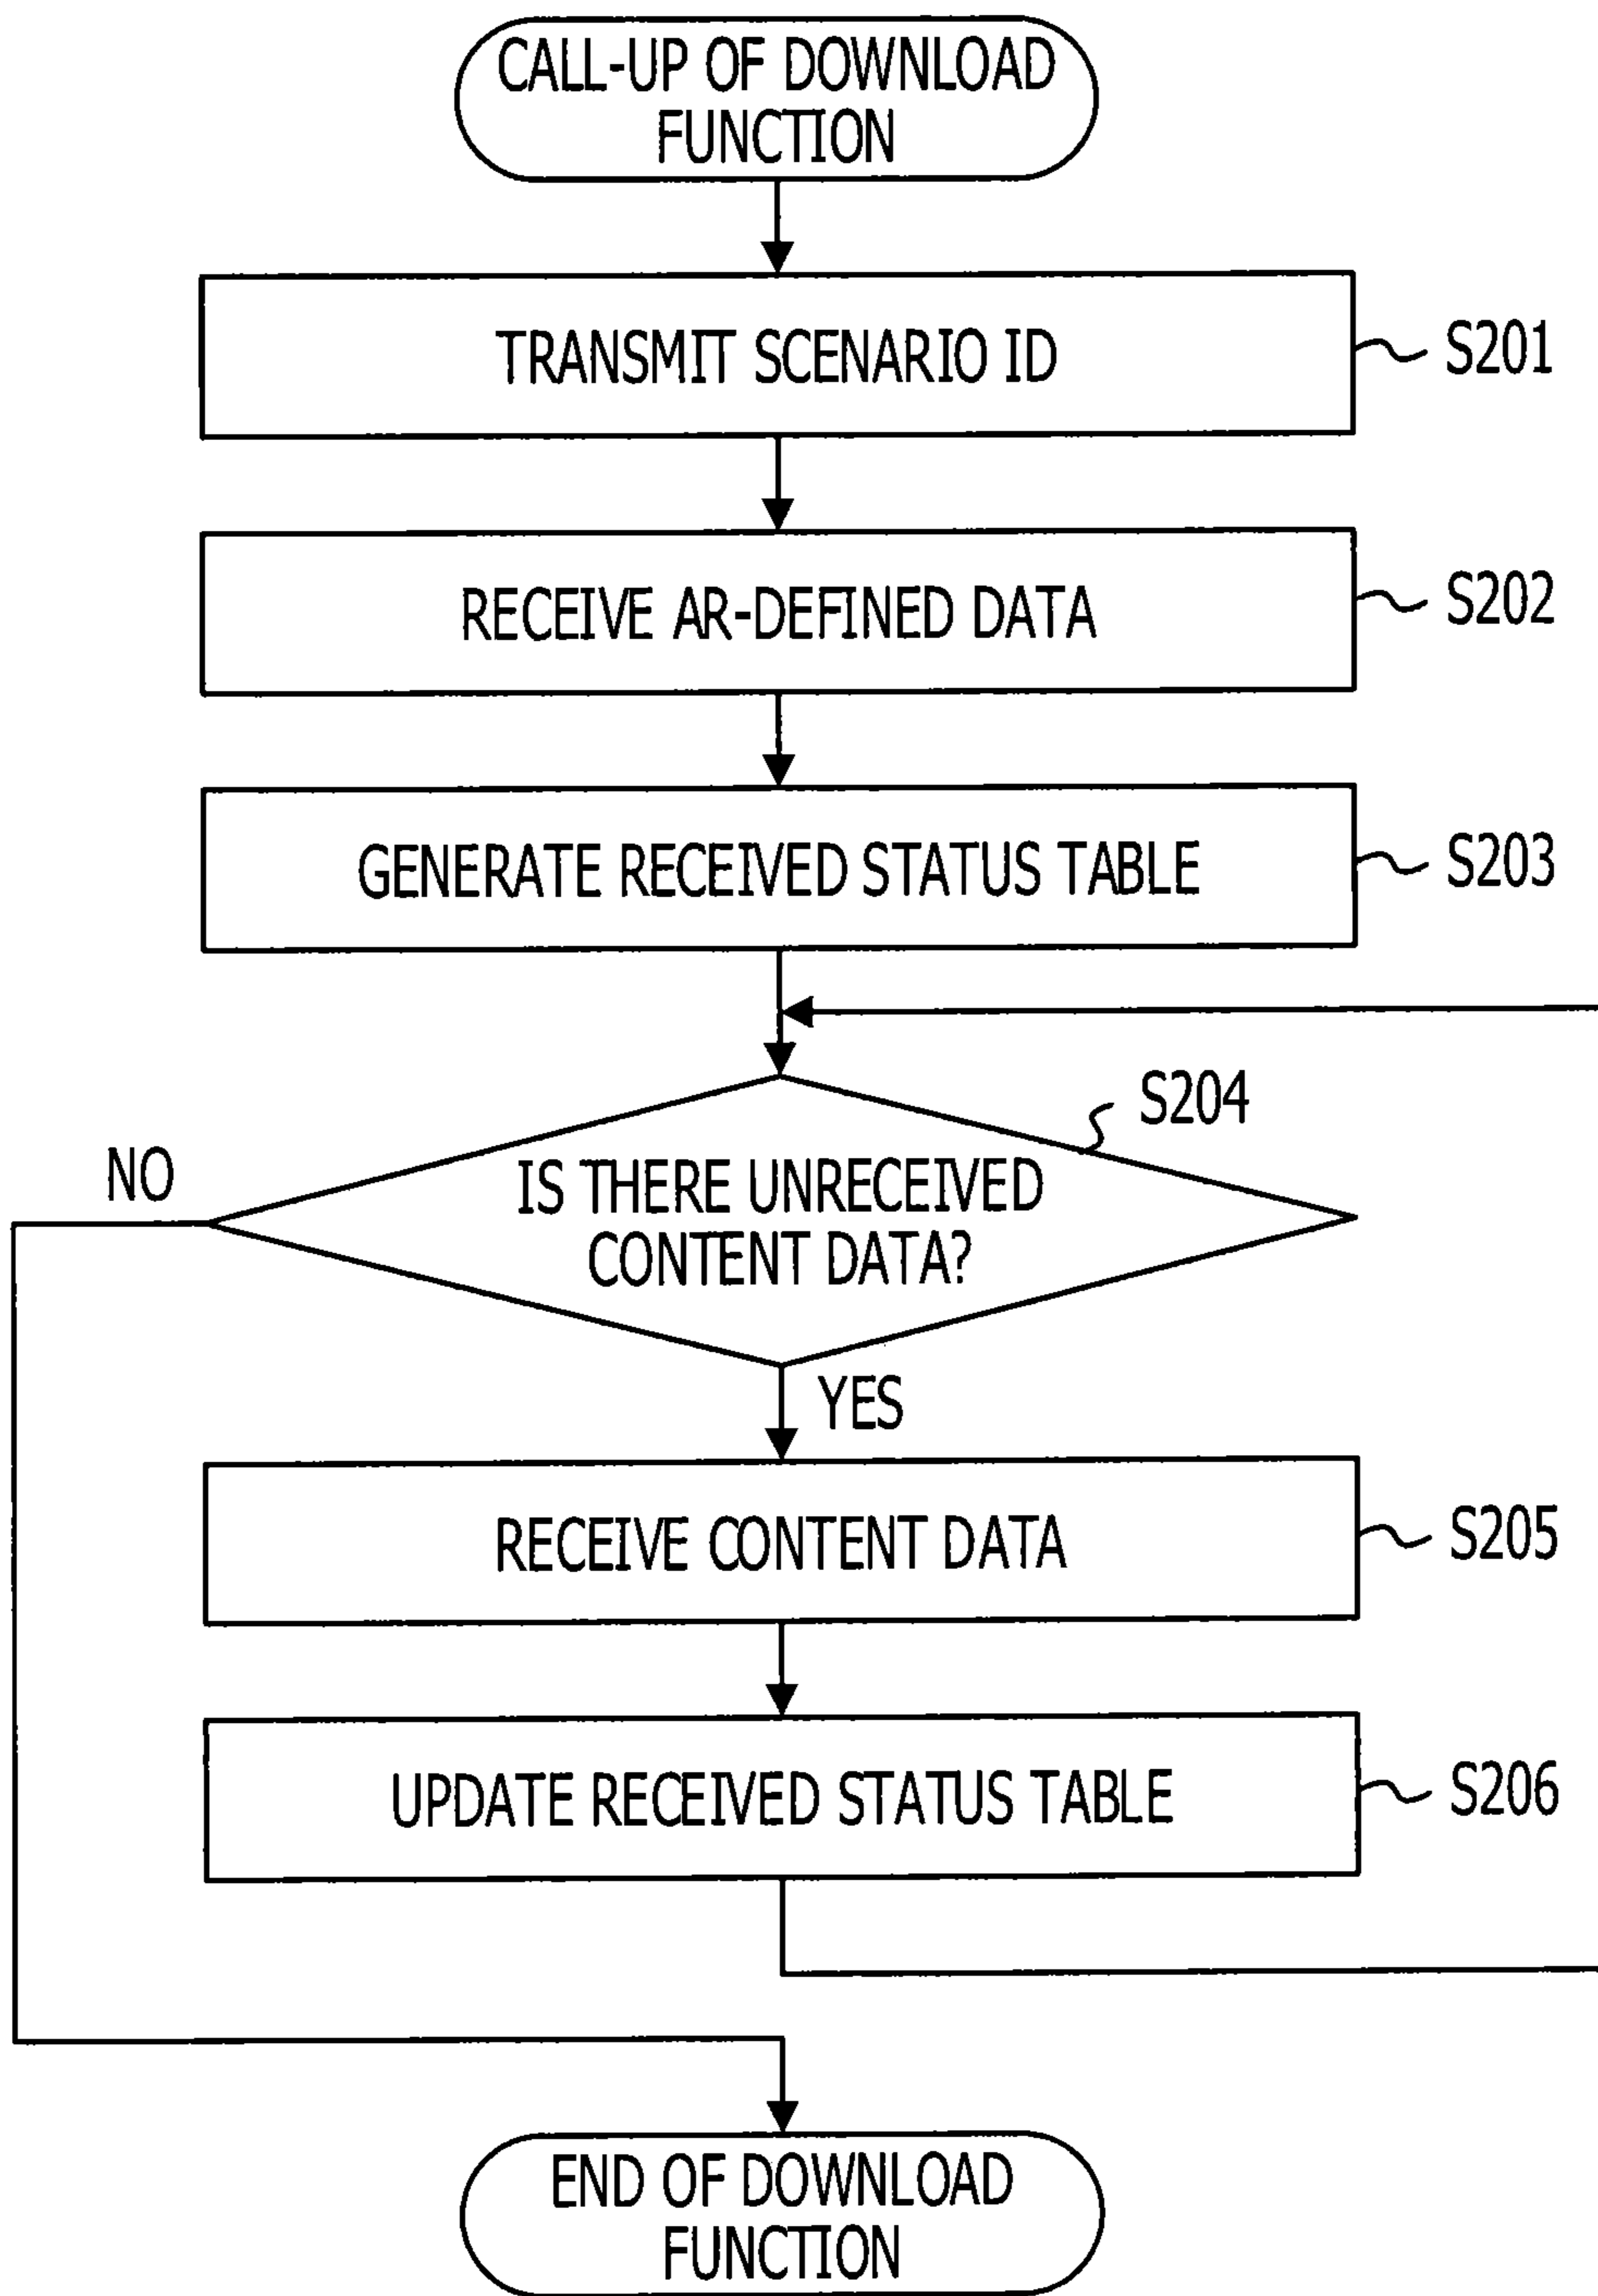 CALL-UP OF DOWNLOAD
FUNCTION
TRANSMIT SCENARIO ID
S201
RECEIVE AR-DEFINED DATA
S202
GENERATE RECEIVED STATUS TABLE
S203
S204
NO
IS THERE UNRECEIVED
CONTENT DATA?
YES
RECEIVE CONTENT DATA
S205
UPDATE RECEIVED STATUS TABLE
S206
END OF DOWNLOAD
FUNCTION